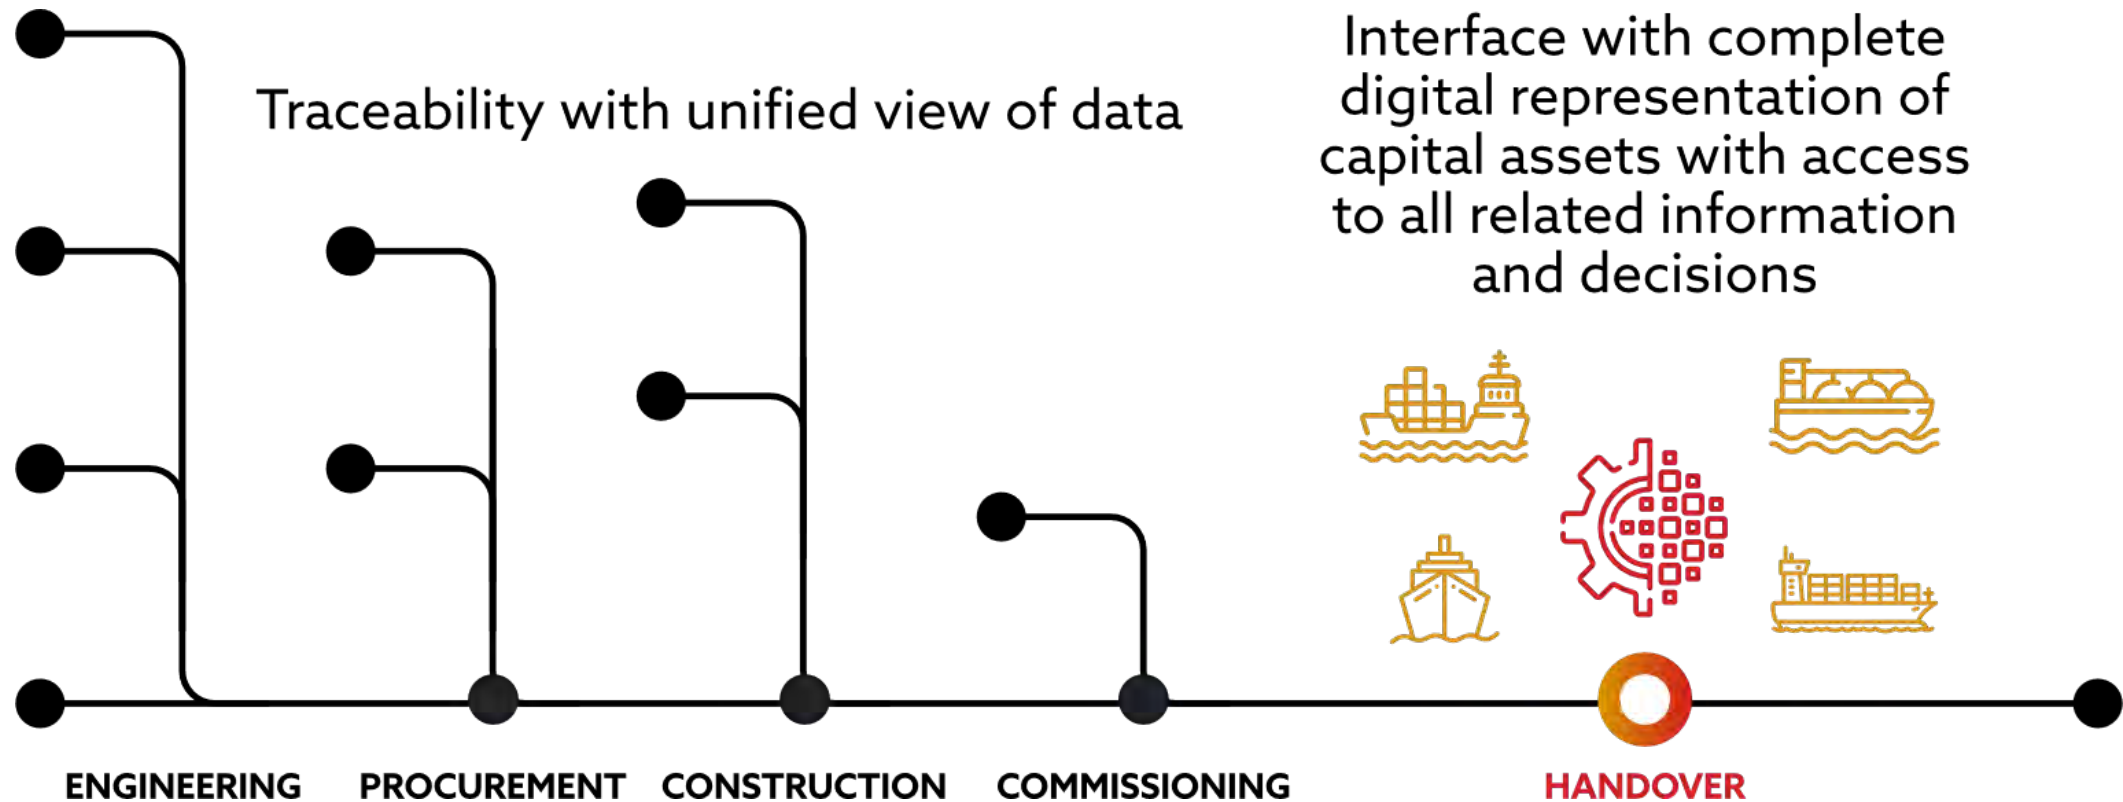 Traceability with unified view of data
Interface with complete
digital representation of
capital assets with access
to all related information
and decisions
ENGINEERING
PROCUREMENT
CONSTRUCTION
COMMISSIONING
HANDOVER